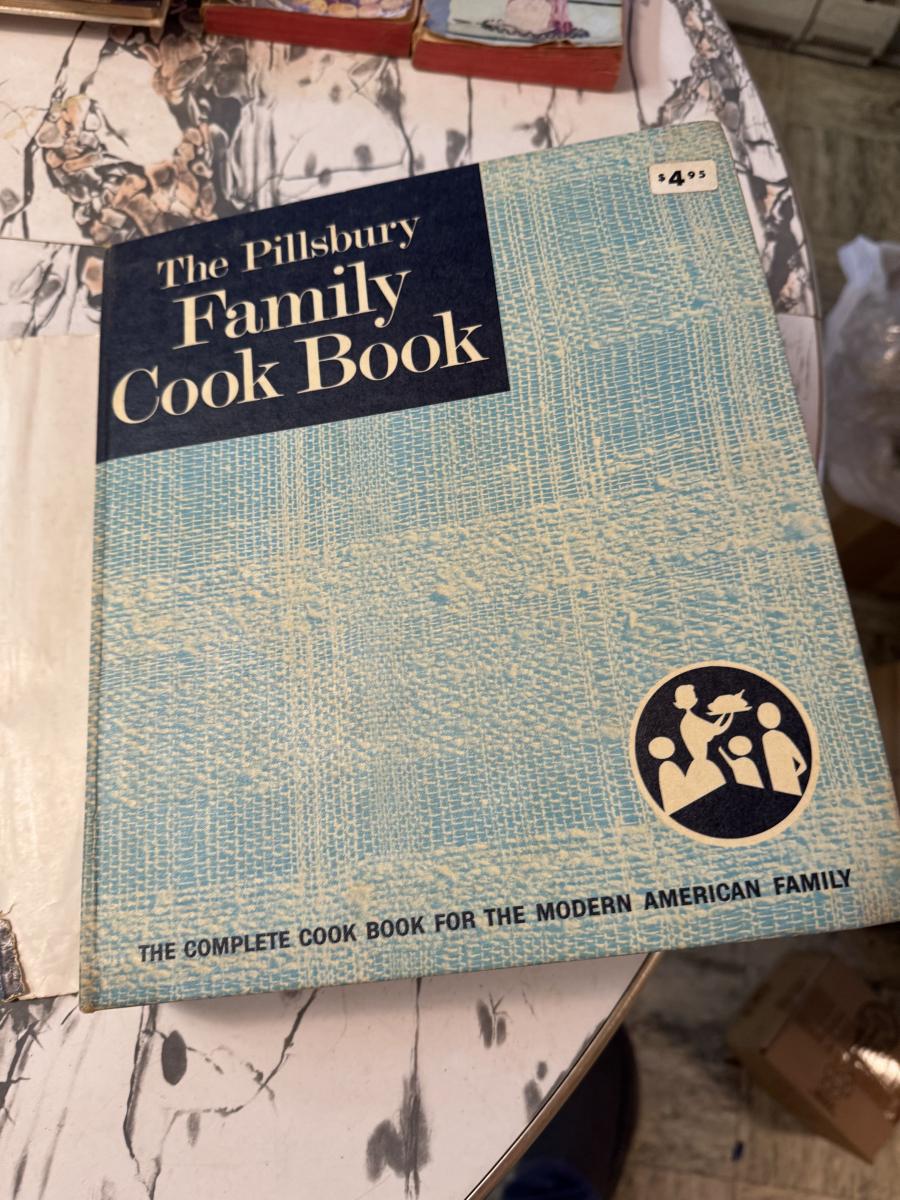 $4.95
The Pillsbury
Family
Cook Book
THE COMPLETE COOK BOOK FOR THE MODERN AMERICAN FAMILY